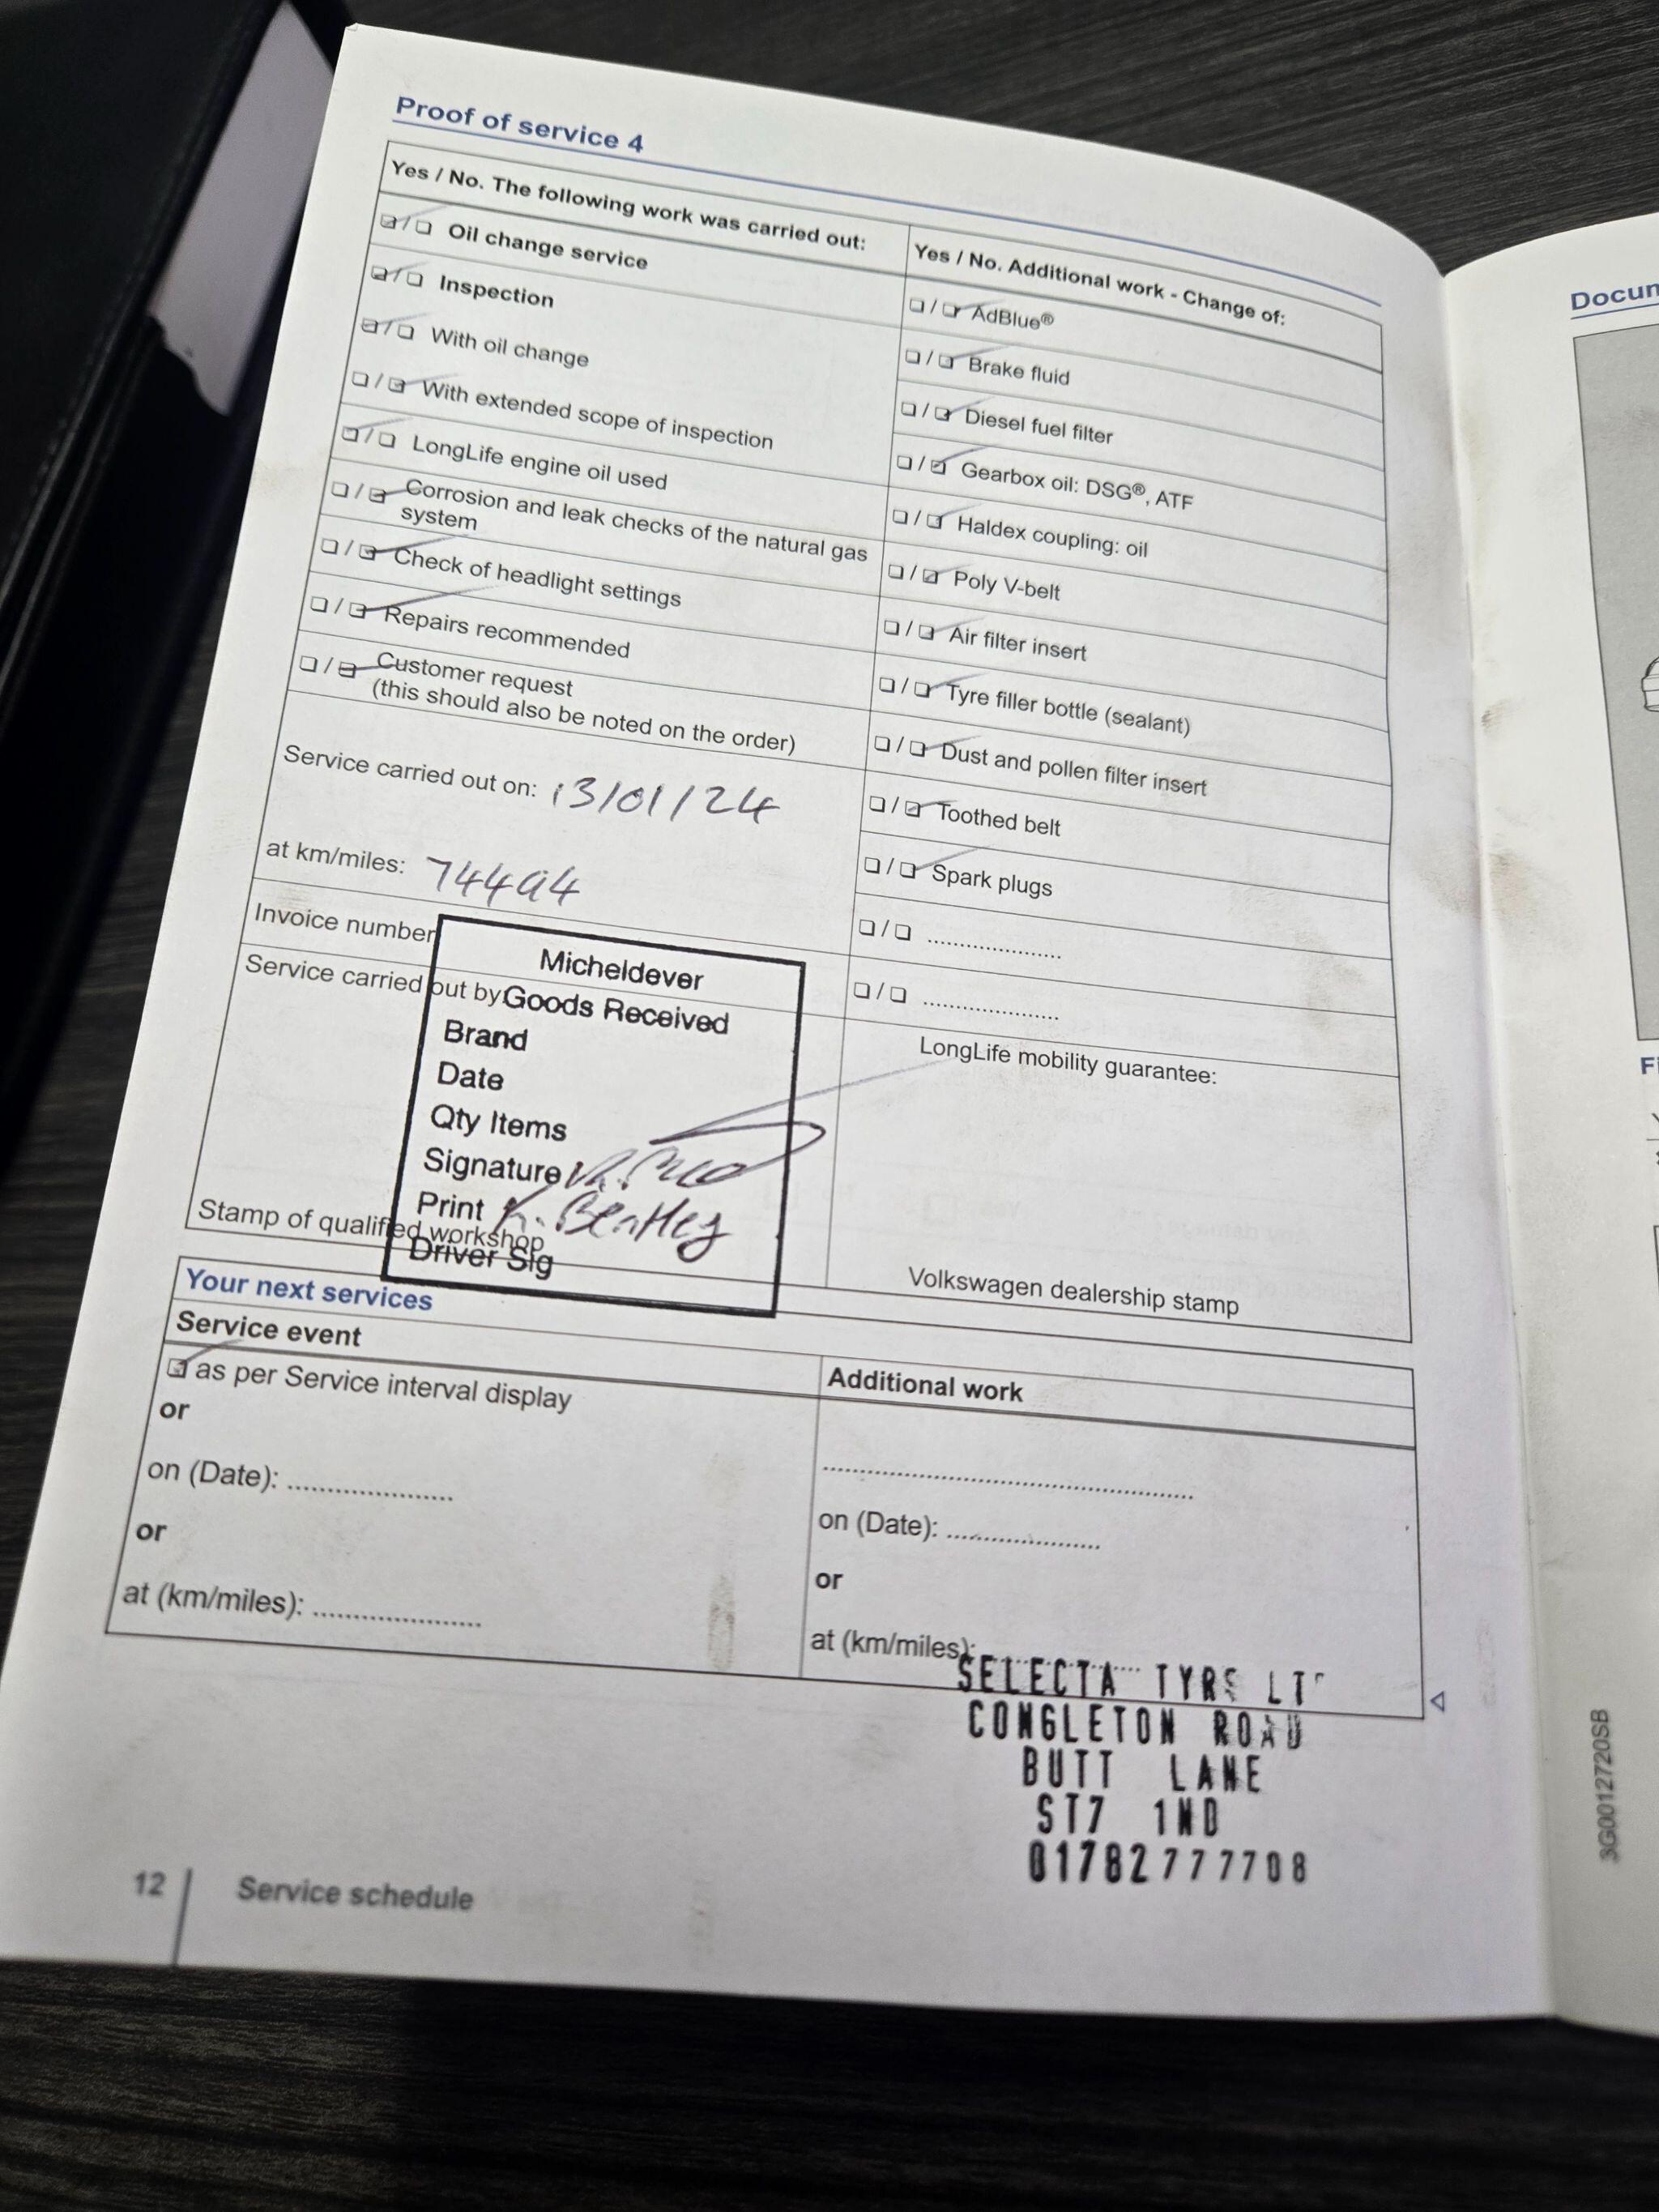 Proof of service 4
Yes / No. The following work was carried out:
❑/❑ Oil change service
❑/❑ Inspection
❑/❑ With oil change
❑/❑ With extended scope of inspection
❑/❑ LongLife engine oil used
❑/❑ Corrosion and leak checks of the natural gas
system
❑/❑ Check of headlight settings
❑/❑ Repairs recommended
❑/❑ Customer request
(this should also be noted on the order)
Service carried out on: 13/01/24
at km/miles: 74494
Invoice number
Service carried out by:
Micheldever
Goods Received
Brand
Date
Qty Items
Signature
Print K. Bentley
Driver Sig
Stamp of qualified workshop
Yes / No. Additional work - Change of:
❑/❑ AdBlue®
❑/❑ Brake fluid
❑/❑ Diesel fuel filter
❑/❑ Gearbox oil: DSG®, ATF
❑/❑ Haldex coupling: oil
❑/❑ Poly V-belt
❑/❑ Air filter insert
❑/❑ Tyre filler bottle (sealant)
❑/❑ Dust and pollen filter insert
❑/❑ Toothed belt
❑/❑ Spark plugs
❑/❑ ....................
❑/❑ ....................
LongLife mobility guarantee:
Volkswagen dealership stamp
Your next services
Service event
❑ as per Service interval display
or
on (Date): ....................
or
at (km/miles): ....................
Additional work
............................................
on (Date): ....................
or
at (km/miles): ....................
SELECTA TYRE LT
CONGLETON ROAD
BUTT LANE
ST7 1ND
01782777708
12
Service schedule
Docum
3G0012720SB